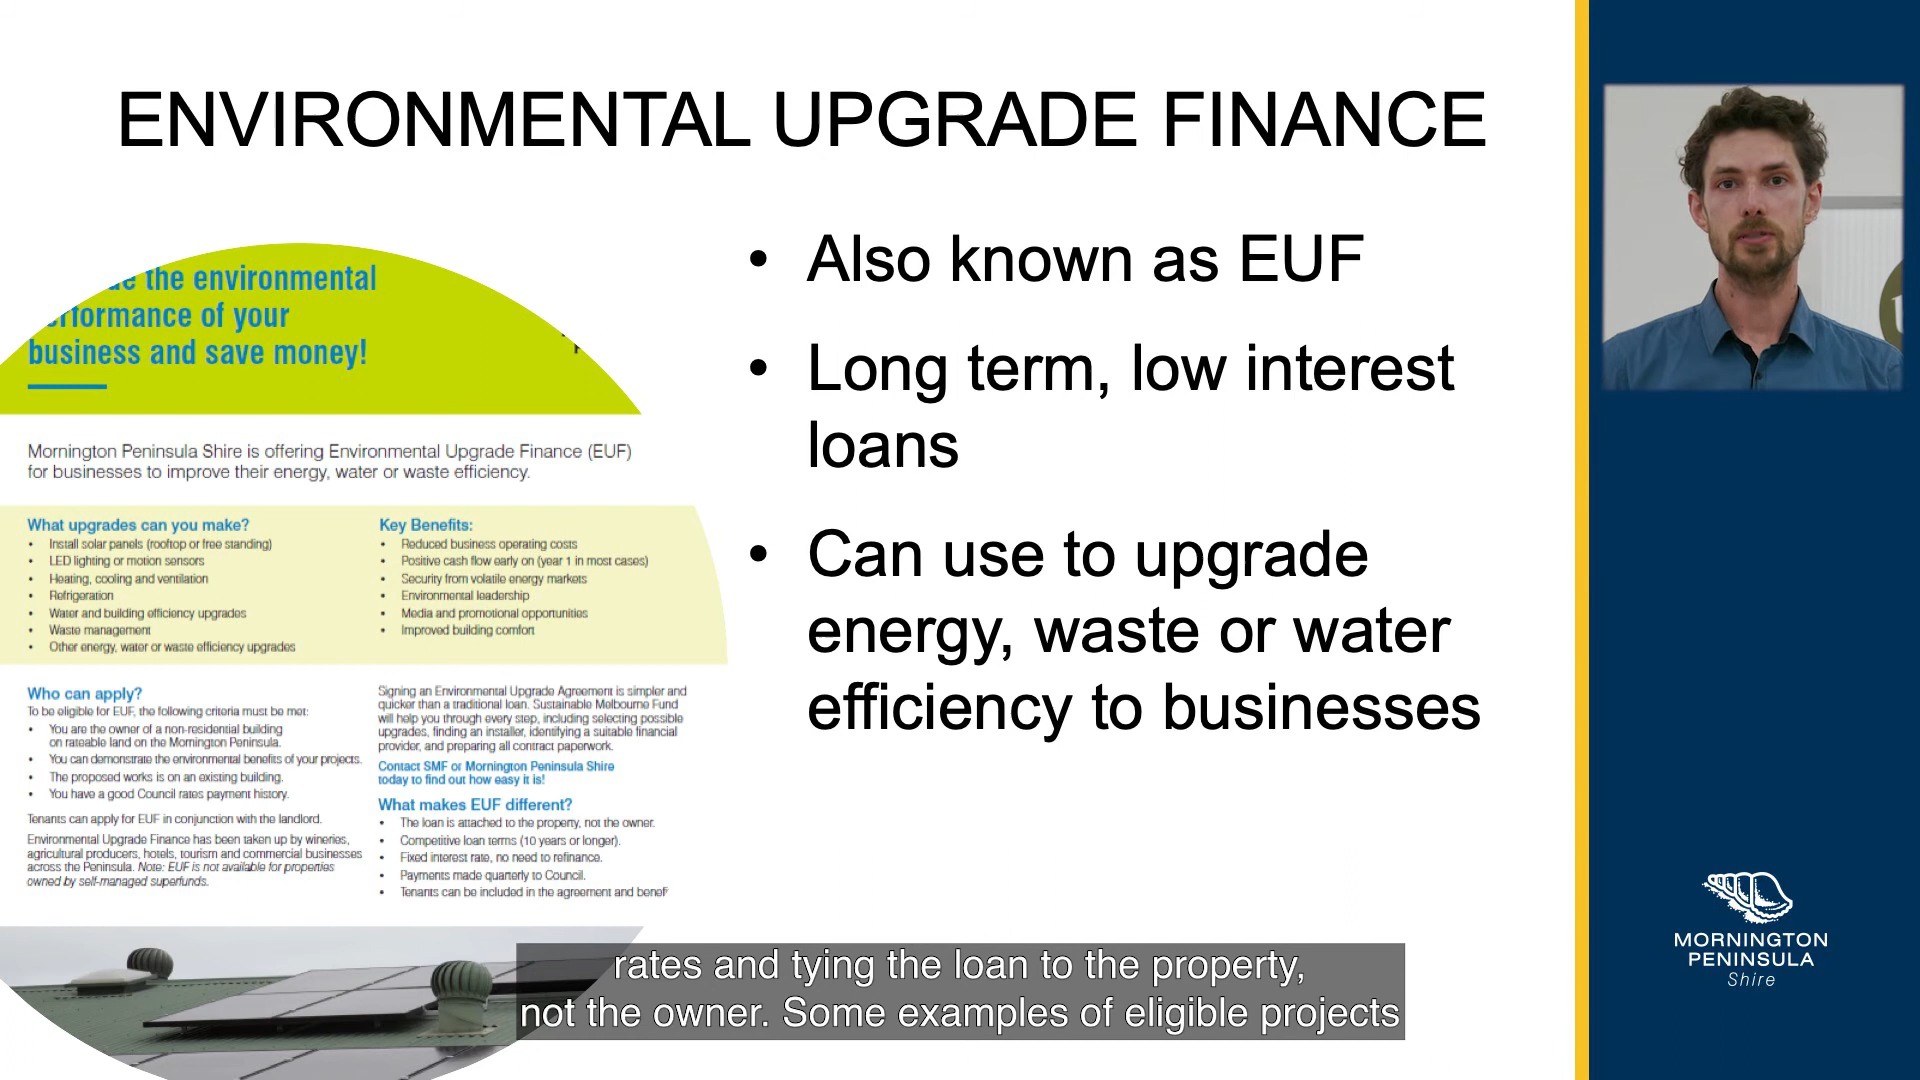 ENVIRONMENTAL UPGRADE FINANCE
• Also known as EUF
• Long term, low interest
loans
• Can use to upgrade
energy, waste or water
efficiency to businesses
the environmental
of your
business and save money!
Mornington Peninsula Shire is offering Environmental Upgrade Finance (EUF)
for businesses to improve their energy, water or waste efficiency.
What upgrades can you make?
• Install solar panels (rooftop or free standing)
• LED lighting or motion sensors
• Heating, cooling and ventilation
• Refrigeration
• Water and building efficiency upgrades
• Waste management
• Other energy, water or waste efficiency upgrades
Key Benefits:
• Reduced business operating costs
• Positive cash flow early on (year 1 in most cases)
• Security from volatile energy markets
• Environmental leadership
• Media and promotional opportunities
• Improved building comfort
Who can apply?
To be eligible for EUF, the following criteria must be met:
• You are the owner of a non-residential building
on rateable land on the Mornington Peninsula.
• You can demonstrate the environmental benefits of your projects.
• The proposed works is on an existing building.
• You have a good Council rates payment history.
Tenants can apply for EUF in conjunction with the landlord.
Environmental Upgrade Finance has been taken up by wineries,
agricultural producers, hotels, tourism and commercial businesses
across the Peninsula. Note: EUF is not available for properties
owned by self-managed superfunds.
Signing an Environmental Upgrade Agreement is simpler and
quicker than a traditional loan. Sustainable Melbourne Fund
will help you through every step, including selecting possible
upgrades, finding an installer, identifying a suitable financial
provider, and preparing all contract paperwork.
Contact SMF or Mornington Peninsula Shire
today to find out how easy it is!
What makes EUF different?
• The loan is attached to the property, not the owner.
• Competitive loan terms (10 years or longer).
• Fixed interest rate, no need to refinance.
• Payments made quarterly to Council.
• Tenants can be included in the agreement and
rates and tying the loan to the property,
not the owner. Some examples of eligible projects
MORNINGTON
PENINSULA
Shire